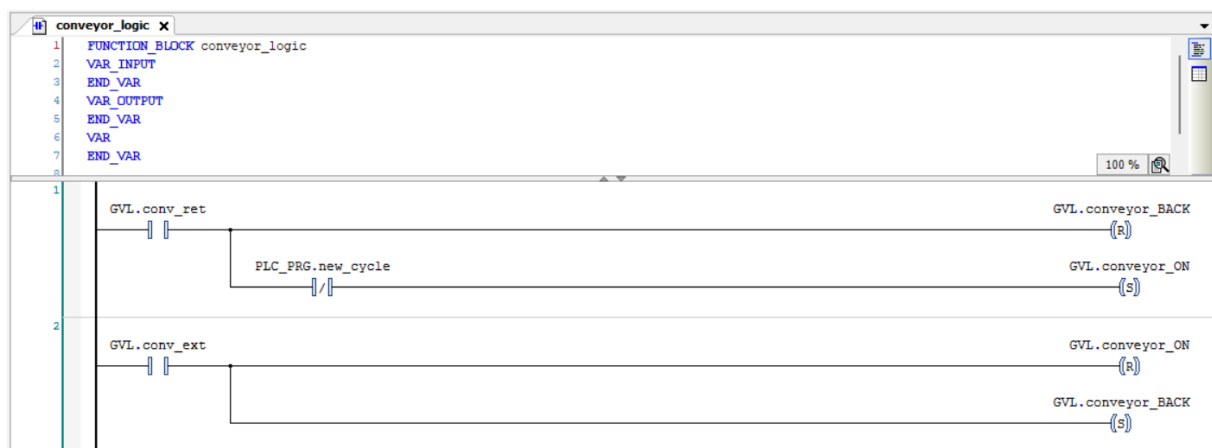 conveyor_logic
1 FUNCTION_BLOCK conveyor_logic
2 VAR_INPUT
3 END_VAR
4 VAR_OUTPUT
5 END_VAR
6 VAR
7 END_VAR
8
100 %
1
GVL.conv_ret GVL.conveyor_BACK
R
PLC_PRG.new_cycle GVL.conveyor_ON
/ S
2
GVL.conv_ext GVL.conveyor_ON
R
GVL.conveyor_BACK
S